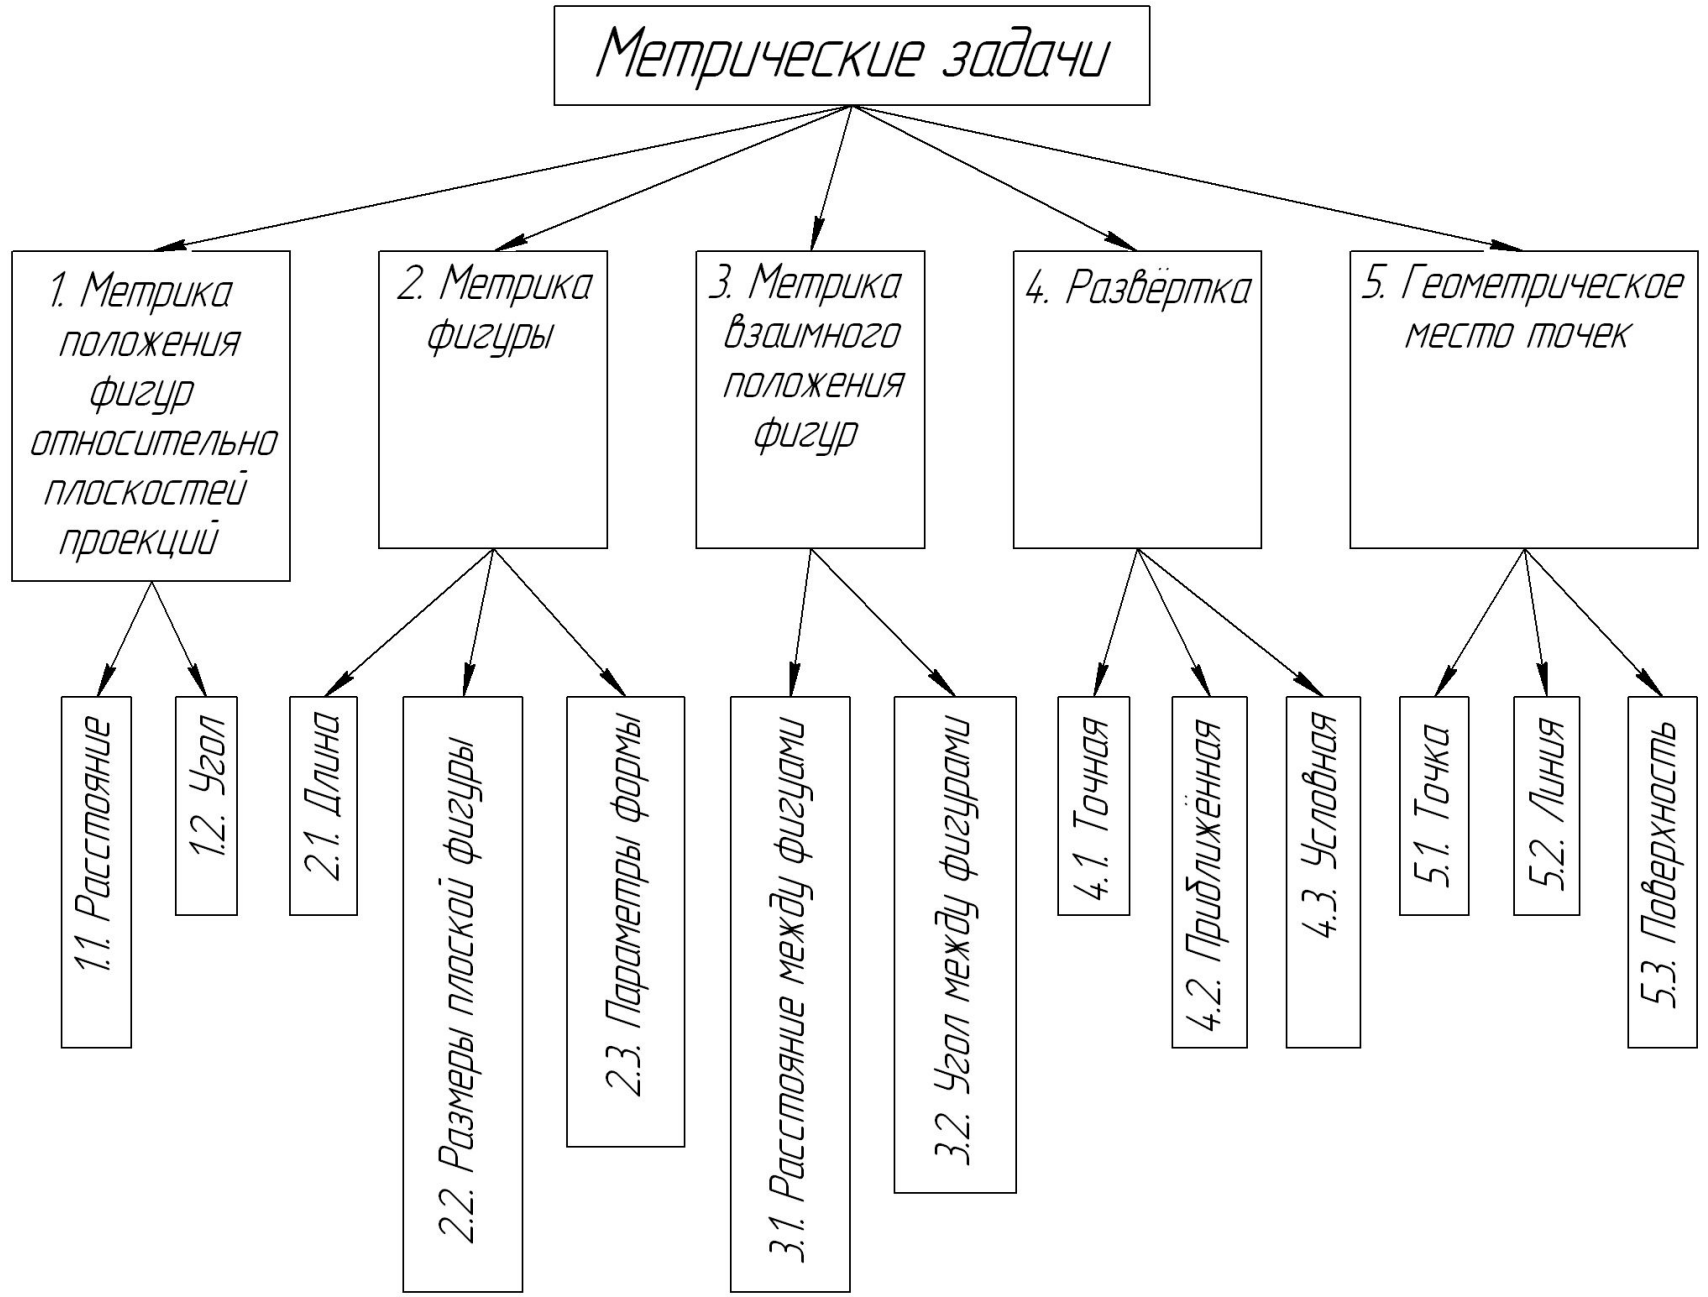 Метрические задачи
1. Метрика
положения
фигур
относительно
плоскостей
проекций
2. Метрика
фигуры
3. Метрика
взаимного
положения
фигур
4. Развёртка
5. Геометрическое
место точек
1.1. Расстояние
1.2. Угол
2.1. Длина
2.2. Размеры плоской фигуры
2.3. Параметры формы
3.1. Расстояние между фигуами
3.2. Угол между фигурами
4.1. Точная
4.2. Приближённая
4.3. Условная
5.1. Точка
5.2. Линия
5.3. Поверхность